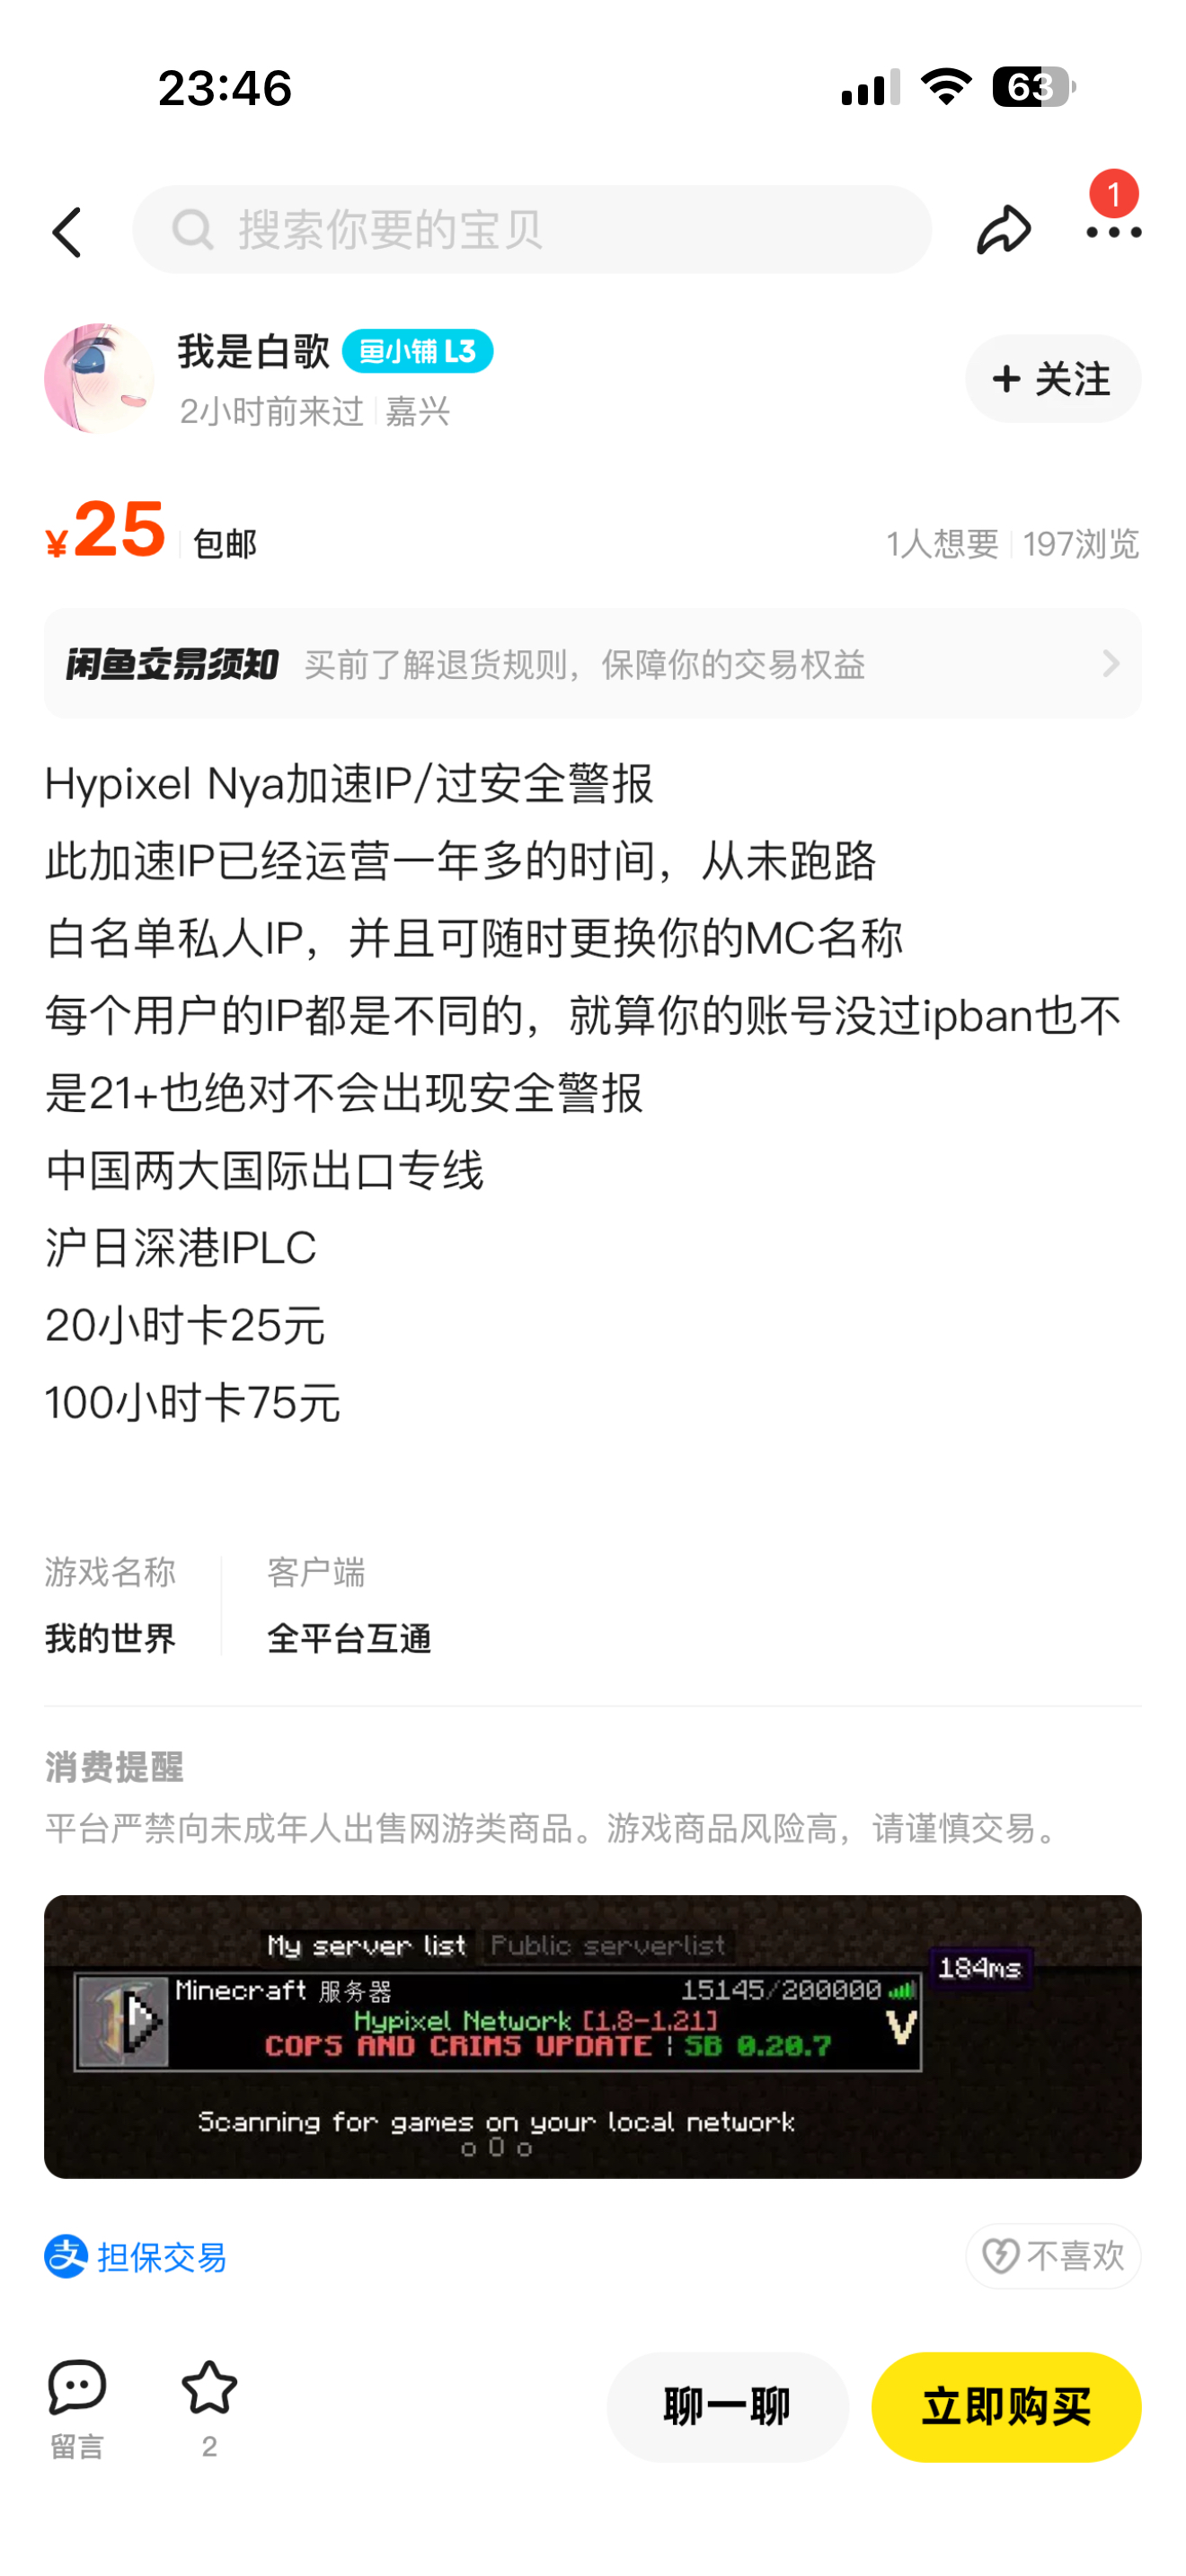 23:46
63
搜索你要的宝贝
1
我是白歌 鱼小铺 L3
2小时前来过 嘉兴
+ 关注
¥25 包邮
1人想要 197浏览
闲鱼交易须知 买前了解退货规则，保障你的交易权益
Hypixel Nya加速IP/过安全警报
此加速IP已经运营一年多的时间，从未跑路
白名单私人IP，并且可随时更换你的MC名称
每个用户的IP都是不同的，就算你的账号没过ipban也不
是21+也绝对不会出现安全警报
中国两大国际出口专线
沪日深港IPLC
20小时卡25元
100小时卡75元
游戏名称 客户端
我的世界 全平台互通
消费提醒
平台严禁向未成年人出售网游类商品。游戏商品风险高，请谨慎交易。
My server list Public serverlist
184ms
Minecraft 服务器 15145/200000
Hypixel Network [1.8-1.21]
COPS AND CRIMS UPDATE | SB 0.20.7
V
Scanning for games on your local network
o O o
支 担保交易
不喜欢
留言
2
聊一聊
立即购买